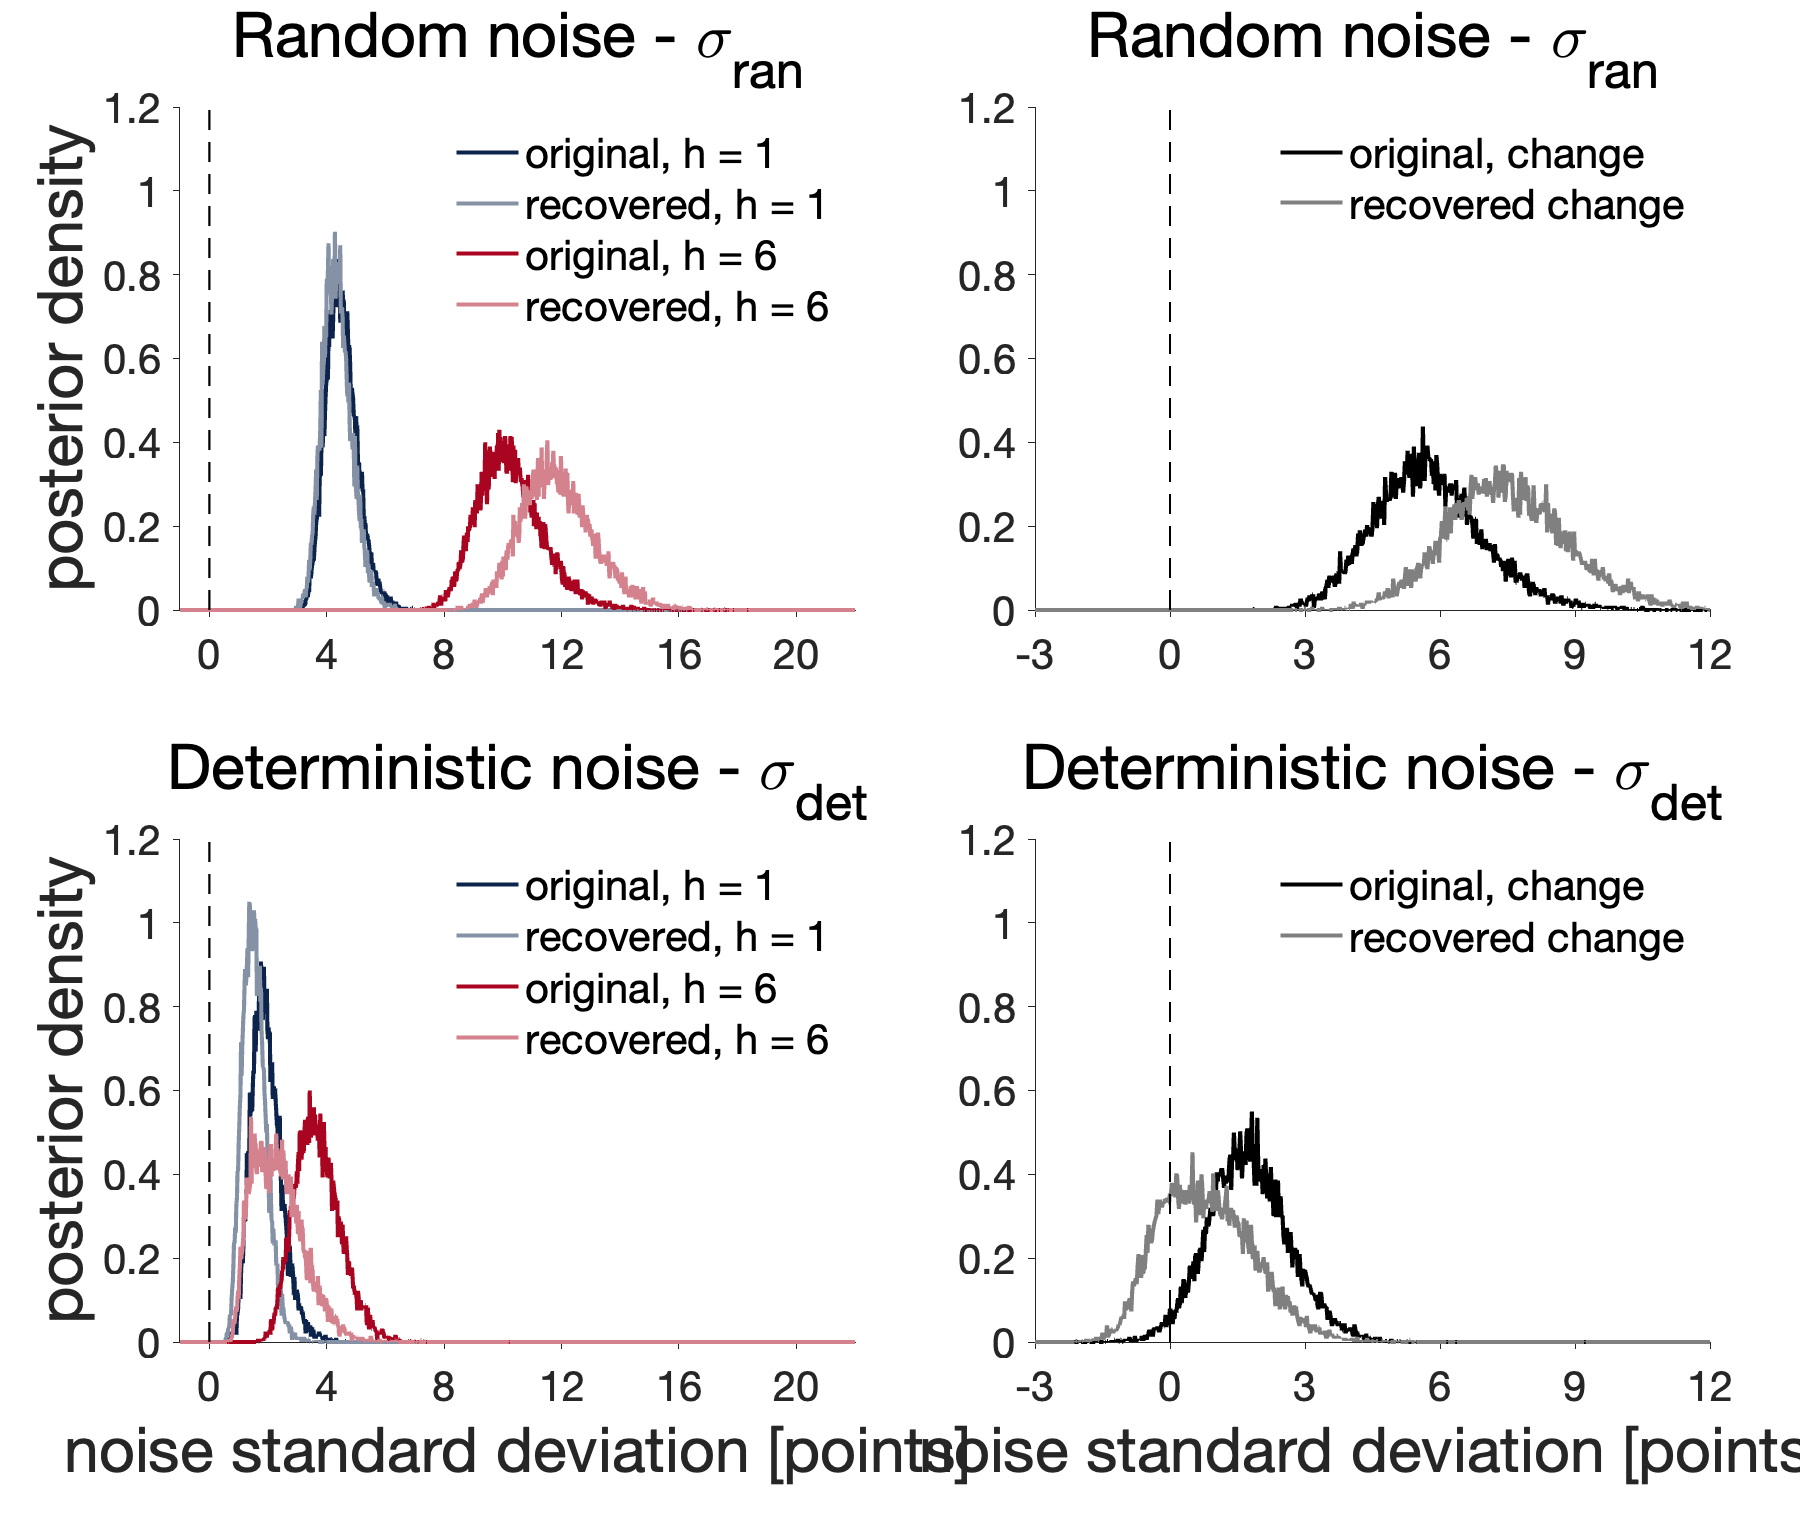 Random noise - σran
1.2
1
0.8
0.6
0.4
0.2
0
posterior density
original, h = 1
recovered, h = 1
original, h = 6
recovered, h = 6
0 4 8 12 16 20
Random noise - σran
1.2
1
0.8
0.6
0.4
0.2
0
original, change
recovered change
-3 0 3 6 9 12
Deterministic noise - σdet
1.2
1
0.8
0.6
0.4
0.2
0
posterior density
original, h = 1
recovered, h = 1
original, h = 6
recovered, h = 6
0 4 8 12 16 20
noise standard deviation [points]
Deterministic noise - σdet
1.2
1
0.8
0.6
0.4
0.2
0
original, change
recovered change
-3 0 3 6 9 12
noise standard deviation [points